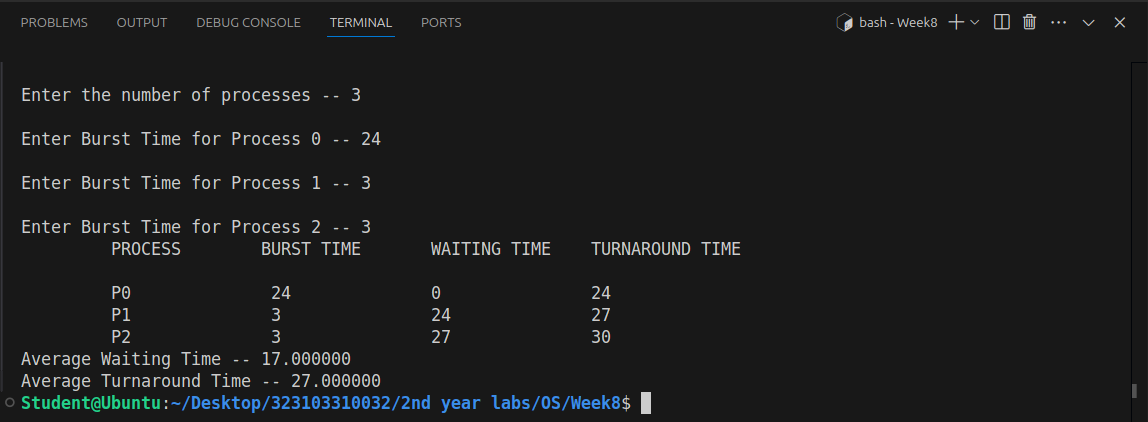 PROBLEMS OUTPUT DEBUG CONSOLE TERMINAL PORTS bash - Week8
Enter the number of processes -- 3
Enter Burst Time for Process 0 -- 24
Enter Burst Time for Process 1 -- 3
Enter Burst Time for Process 2 -- 3
PROCESS BURST TIME WAITING TIME TURNAROUND TIME
P0 24 0 24
P1 3 24 27
P2 3 27 30
Average Waiting Time -- 17.000000
Average Turnaround Time -- 27.000000
Student@Ubuntu:~/Desktop/323103310032/2nd year labs/OS/Week8$